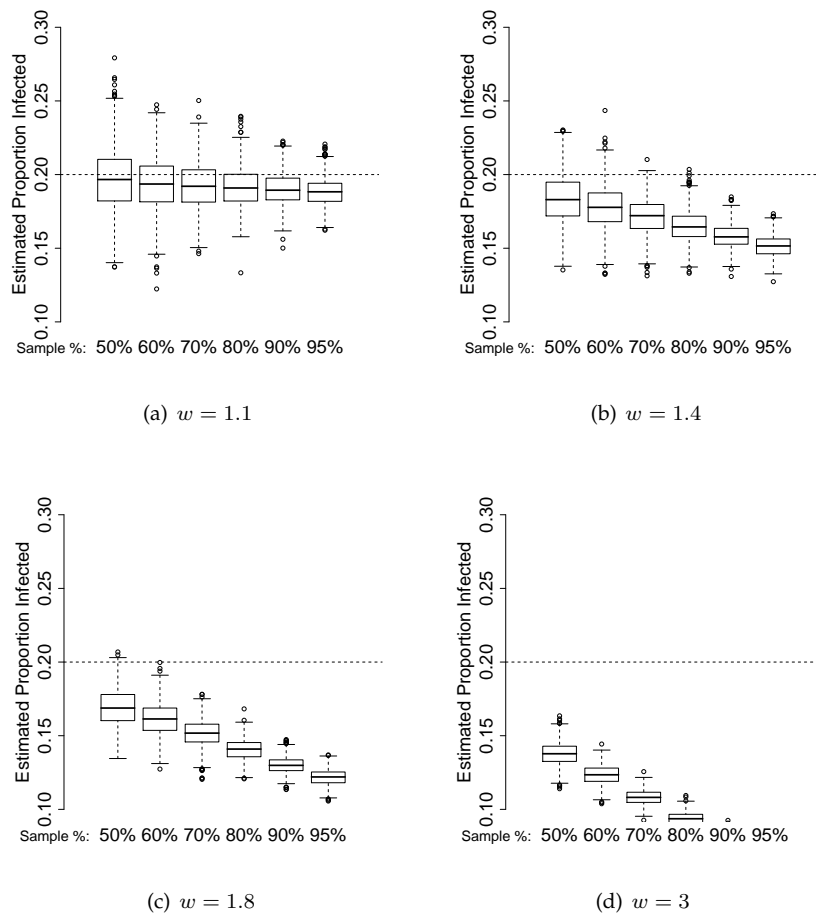 Estimated Proportion Infected
0.30
0.25
0.20
0.15
0.10
Sample %: 50% 60% 70% 80% 90% 95%
(a) w = 1.1
Estimated Proportion Infected
0.30
0.25
0.20
0.15
0.10
Sample %: 50% 60% 70% 80% 90% 95%
(b) w = 1.4
Estimated Proportion Infected
0.30
0.25
0.20
0.15
0.10
Sample %: 50% 60% 70% 80% 90% 95%
(c) w = 1.8
Estimated Proportion Infected
0.30
0.25
0.20
0.15
0.10
Sample %: 50% 60% 70% 80% 90% 95%
(d) w = 3